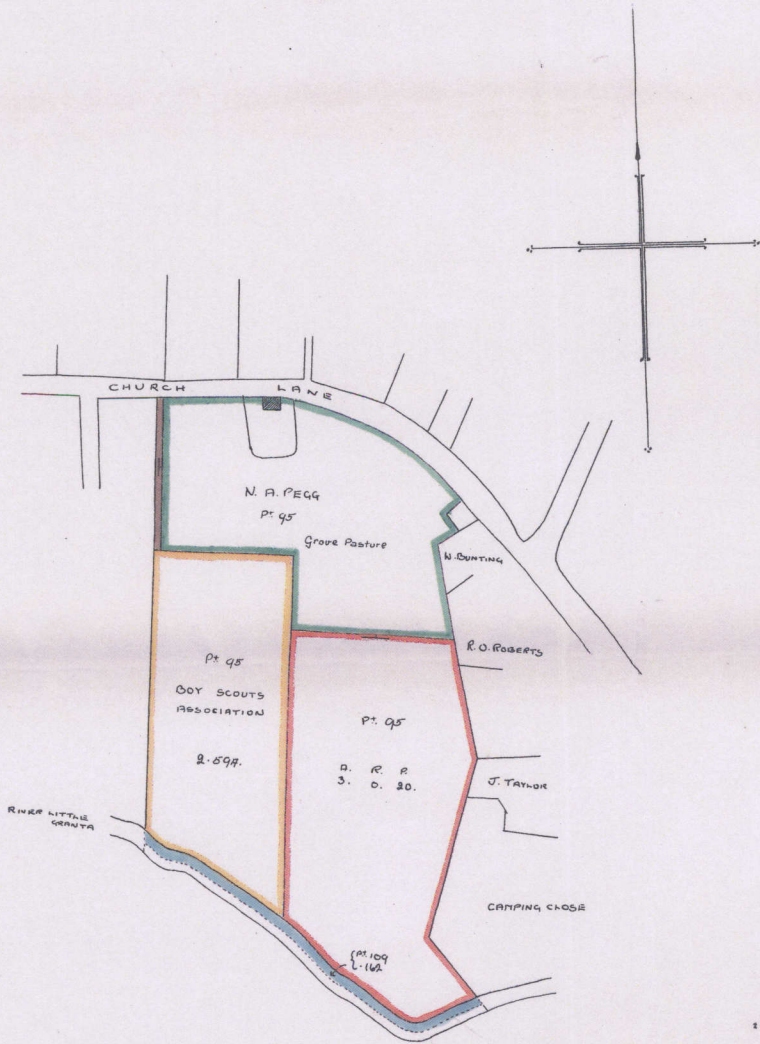 CHURCH LANE
N. A. PEGG
Pt 95
Grove Pasture
N. BUNTING
R. O. ROBERTS
Pt 95
BOY SCOUTS
ASSOCIATION
2·59A.
Pt. 95
A. R. P.
3. 0. 20.
J. TAYLOR
RIVER LITTLE
GRANTA
CAMPING CLOSE
Pt. 109
·162